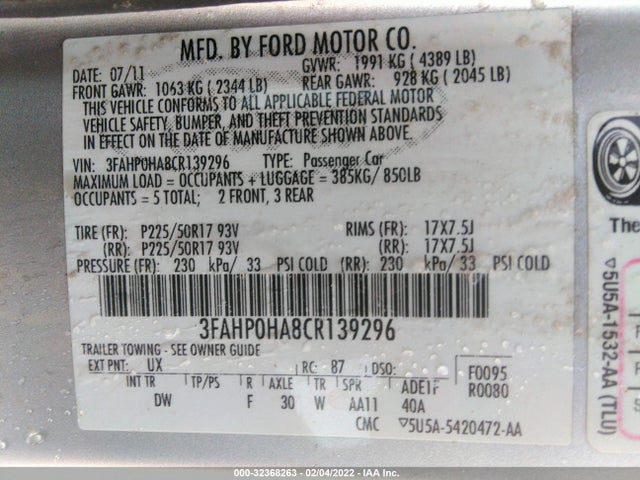 MFD. BY FORD MOTOR CO.
DATE: 07/11
GVWR: 1991 KG ( 4389 LB)
FRONT GAWR: 1063 KG ( 2344 LB)
REAR GAWR: 928 KG ( 2045 LB)
THIS VEHICLE CONFORMS TO ALL APPLICABLE FEDERAL MOTOR
VEHICLE SAFETY, BUMPER, AND THEFT PREVENTION STANDARDS
IN EFFECT ON THE DATE OF MANUFACTURE SHOWN ABOVE.
VIN: 3FAHP0HA8CR139296 TYPE: Passenger Car
MAXIMUM LOAD = OCCUPANTS + LUGGAGE = 385KG/ 850LB
OCCUPANTS = 5 TOTAL; 2 FRONT, 3 REAR
TIRE (FR): P225/50R17 93V RIMS (FR): 17X7.5J
(RR): P225/50R17 93V (RR): 17X7.5J
PRESSURE (FR): 230 kPa/ 33 PSI COLD (RR): 230 kPa/ 33 PSI COLD
3FAHP0HA8CR139296
TRAILER TOWING - SEE OWNER GUIDE
EXT PNT: UX RC: 87 DSO: F0095
R0080
INT TR TP/PS R AXLE TR SPR ADE1F
DW F 30 W AA11 40A
CMC ▽5U5A-5420472-AA
The
▽5U5A-1532-AA (TLU)
000-32368263 - 02/04/2022 - IAA Inc.